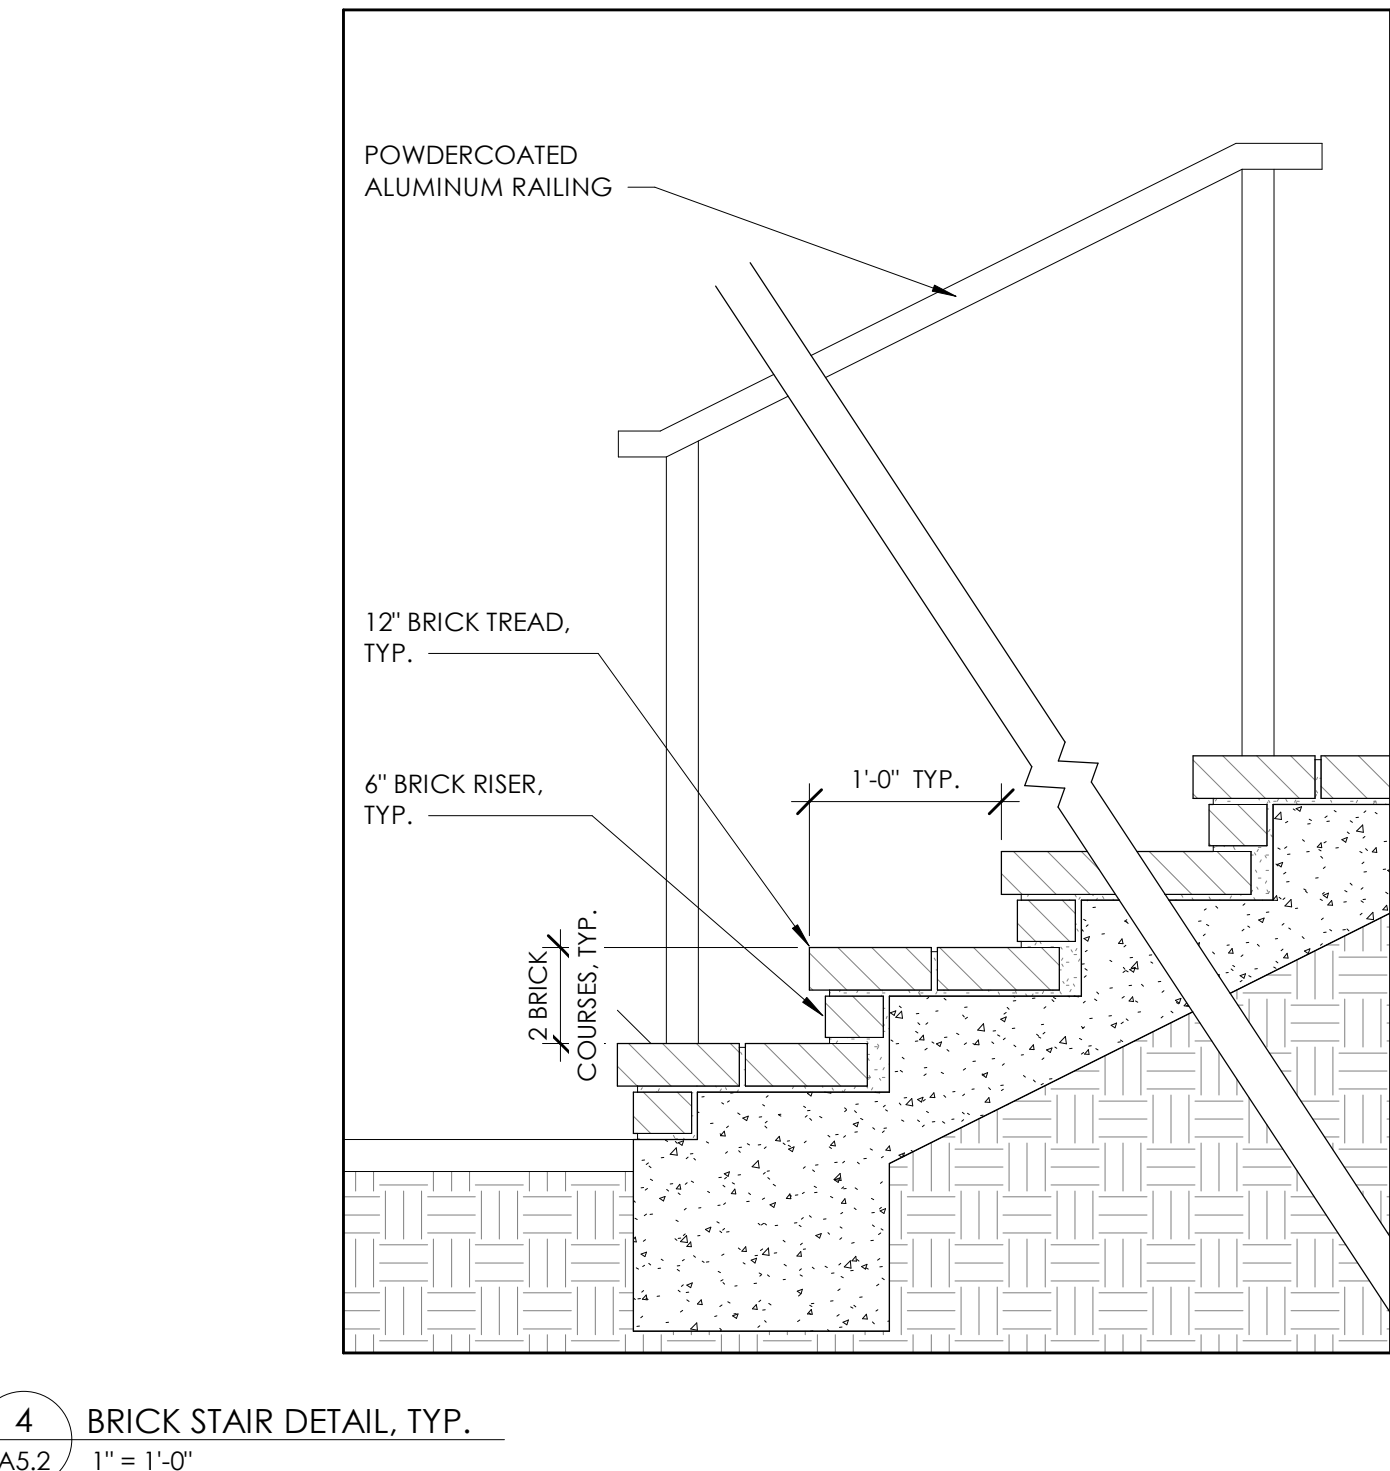 POWDERCOATED
ALUMINUM RAILING
12" BRICK TREAD,
TYP.
6" BRICK RISER,
TYP.
1'-0" TYP.
2 BRICK
COURSES, TYP.
4
BRICK STAIR DETAIL, TYP.
A5.2
1" = 1'-0"